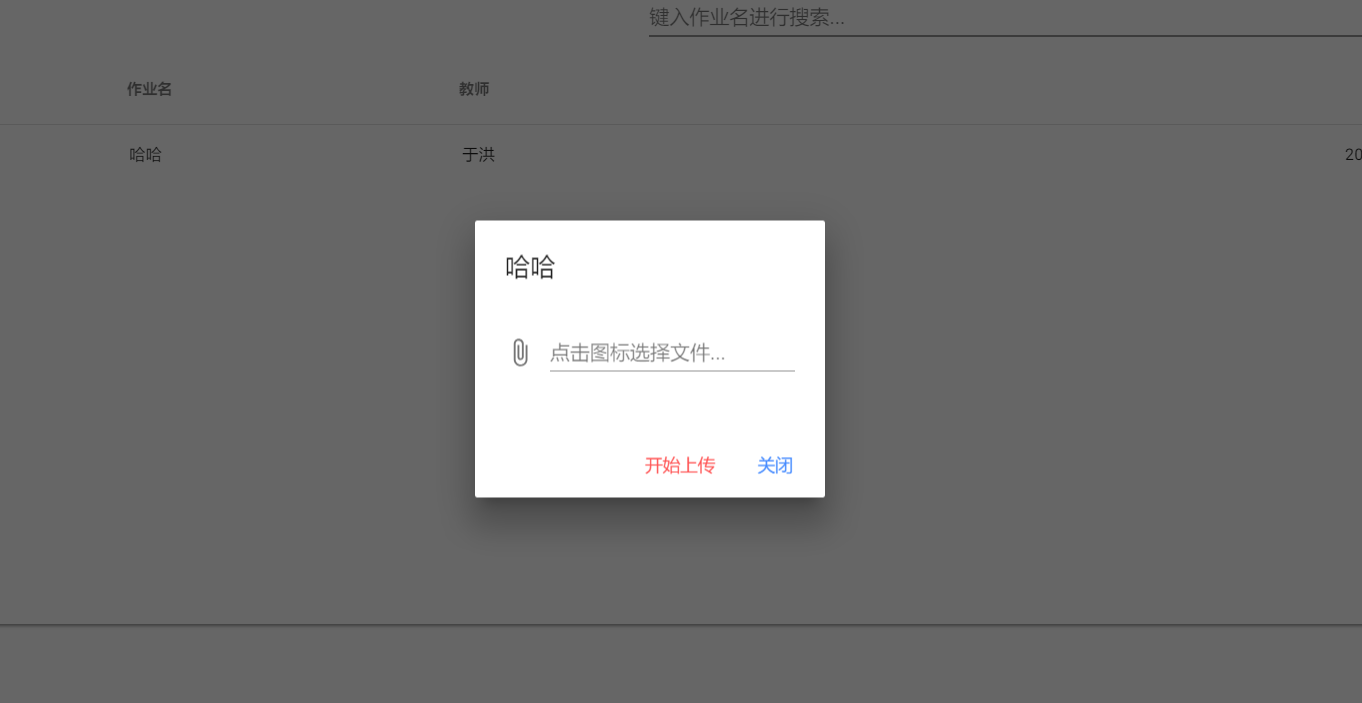 键入作业名进行搜索...
作业名 教师
哈哈 于洪 20
哈哈
点击图标选择文件...
开始上传 关闭